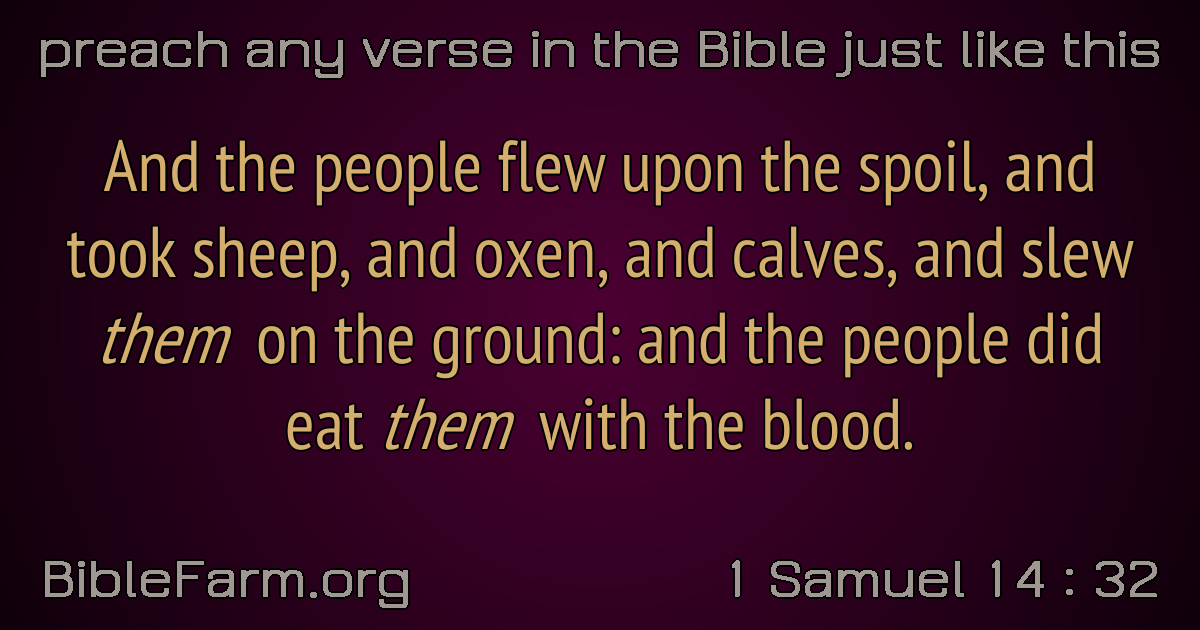 preach any verse in the Bible just like this
And the people flew upon the spoil, and
took sheep, and oxen, and calves, and slew
them on the ground: and the people did
eat them with the blood.
BibleFarm.org
1 Samuel 14 : 32